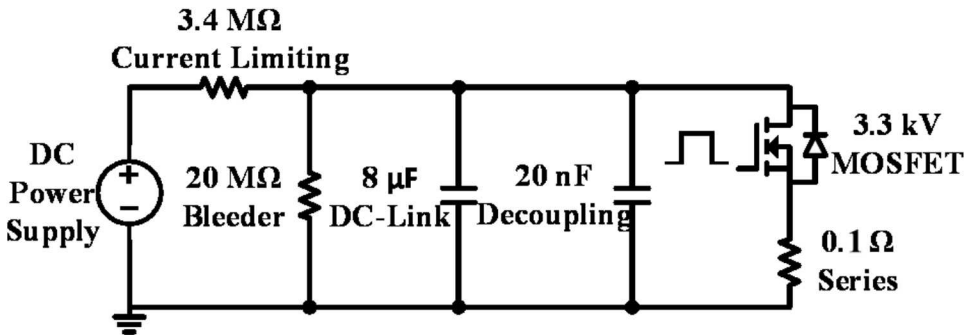 3.4 MΩ
Current Limiting
DC
Power
Supply
+
−
20 MΩ
Bleeder
8 μF
DC-Link
20 nF
Decoupling
3.3 kV
MOSFET
0.1 Ω
Series